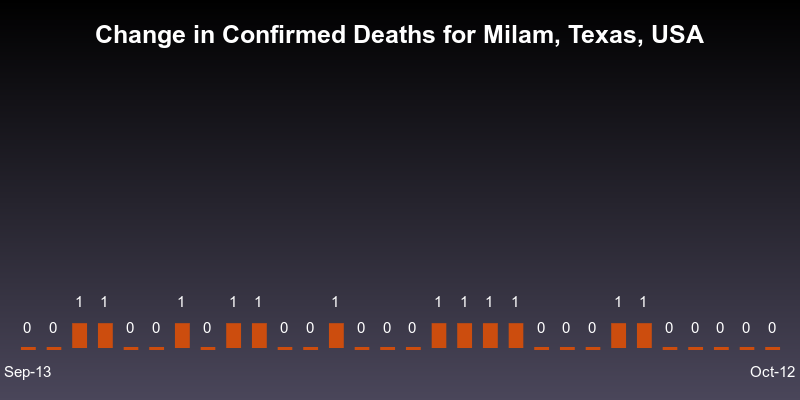 Change in Confirmed Deaths for Milam, Texas, USA
0 0 1 1 0 0 1 0 1 1 0 0 1 0 0 0 1 1 1 1 0 0 0 1 1 0 0 0 0 0
Sep-13 Oct-12